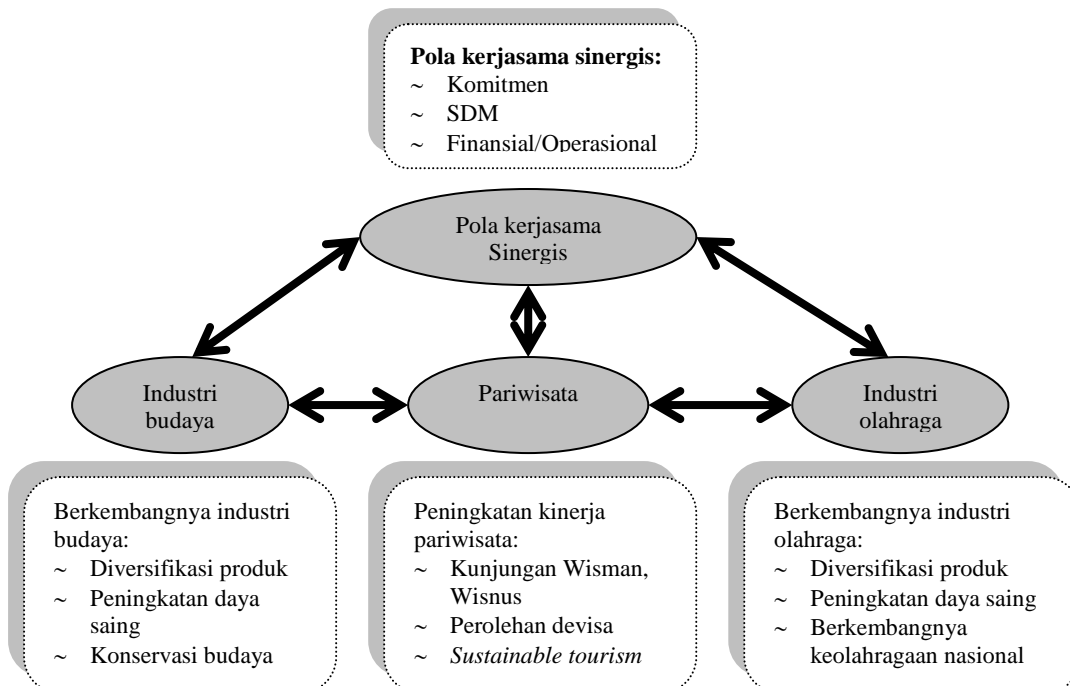 Pola kerjasama sinergis:
~ Komitmen
~ SDM
~ Finansial/Operasional
Pola kerjasama
Sinergis
Industri
budaya
Pariwisata
Industri
olahraga
Berkembangnya industri
budaya:
~ Diversifikasi produk
~ Peningkatan daya
saing
~ Konservasi budaya
Peningkatan kinerja
pariwisata:
~ Kunjungan Wisman,
Wisnus
~ Perolehan devisa
~ Sustainable tourism
Berkembangnya industri
olahraga:
~ Diversifikasi produk
~ Peningkatan daya saing
~ Berkembangnya
keolahragaan nasional